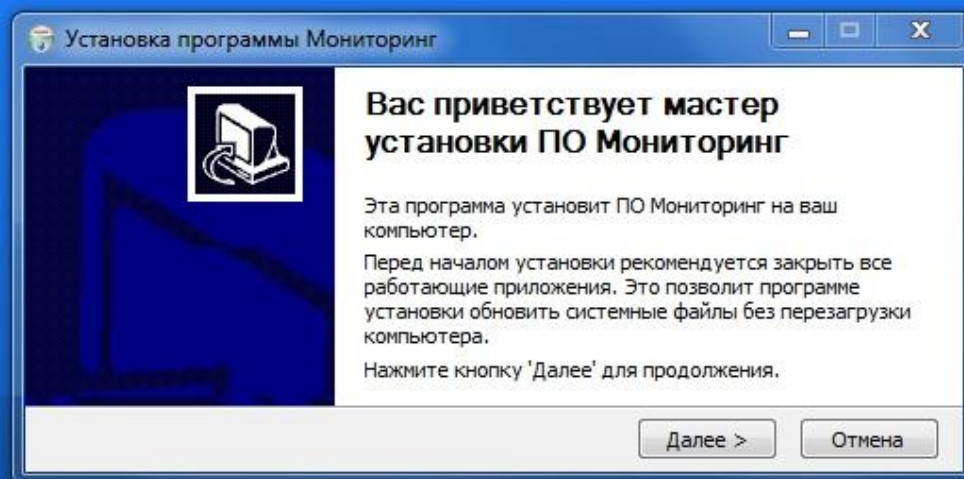 Установка программы Мониторинг
Вас приветствует мастер
установки ПО Мониторинг
Эта программа установит ПО Мониторинг на ваш
компьютер.
Перед началом установки рекомендуется закрыть все
работающие приложения. Это позволит программе
установки обновить системные файлы без перезагрузки
компьютера.
Нажмите кнопку 'Далее' для продолжения.
Далее > Отмена